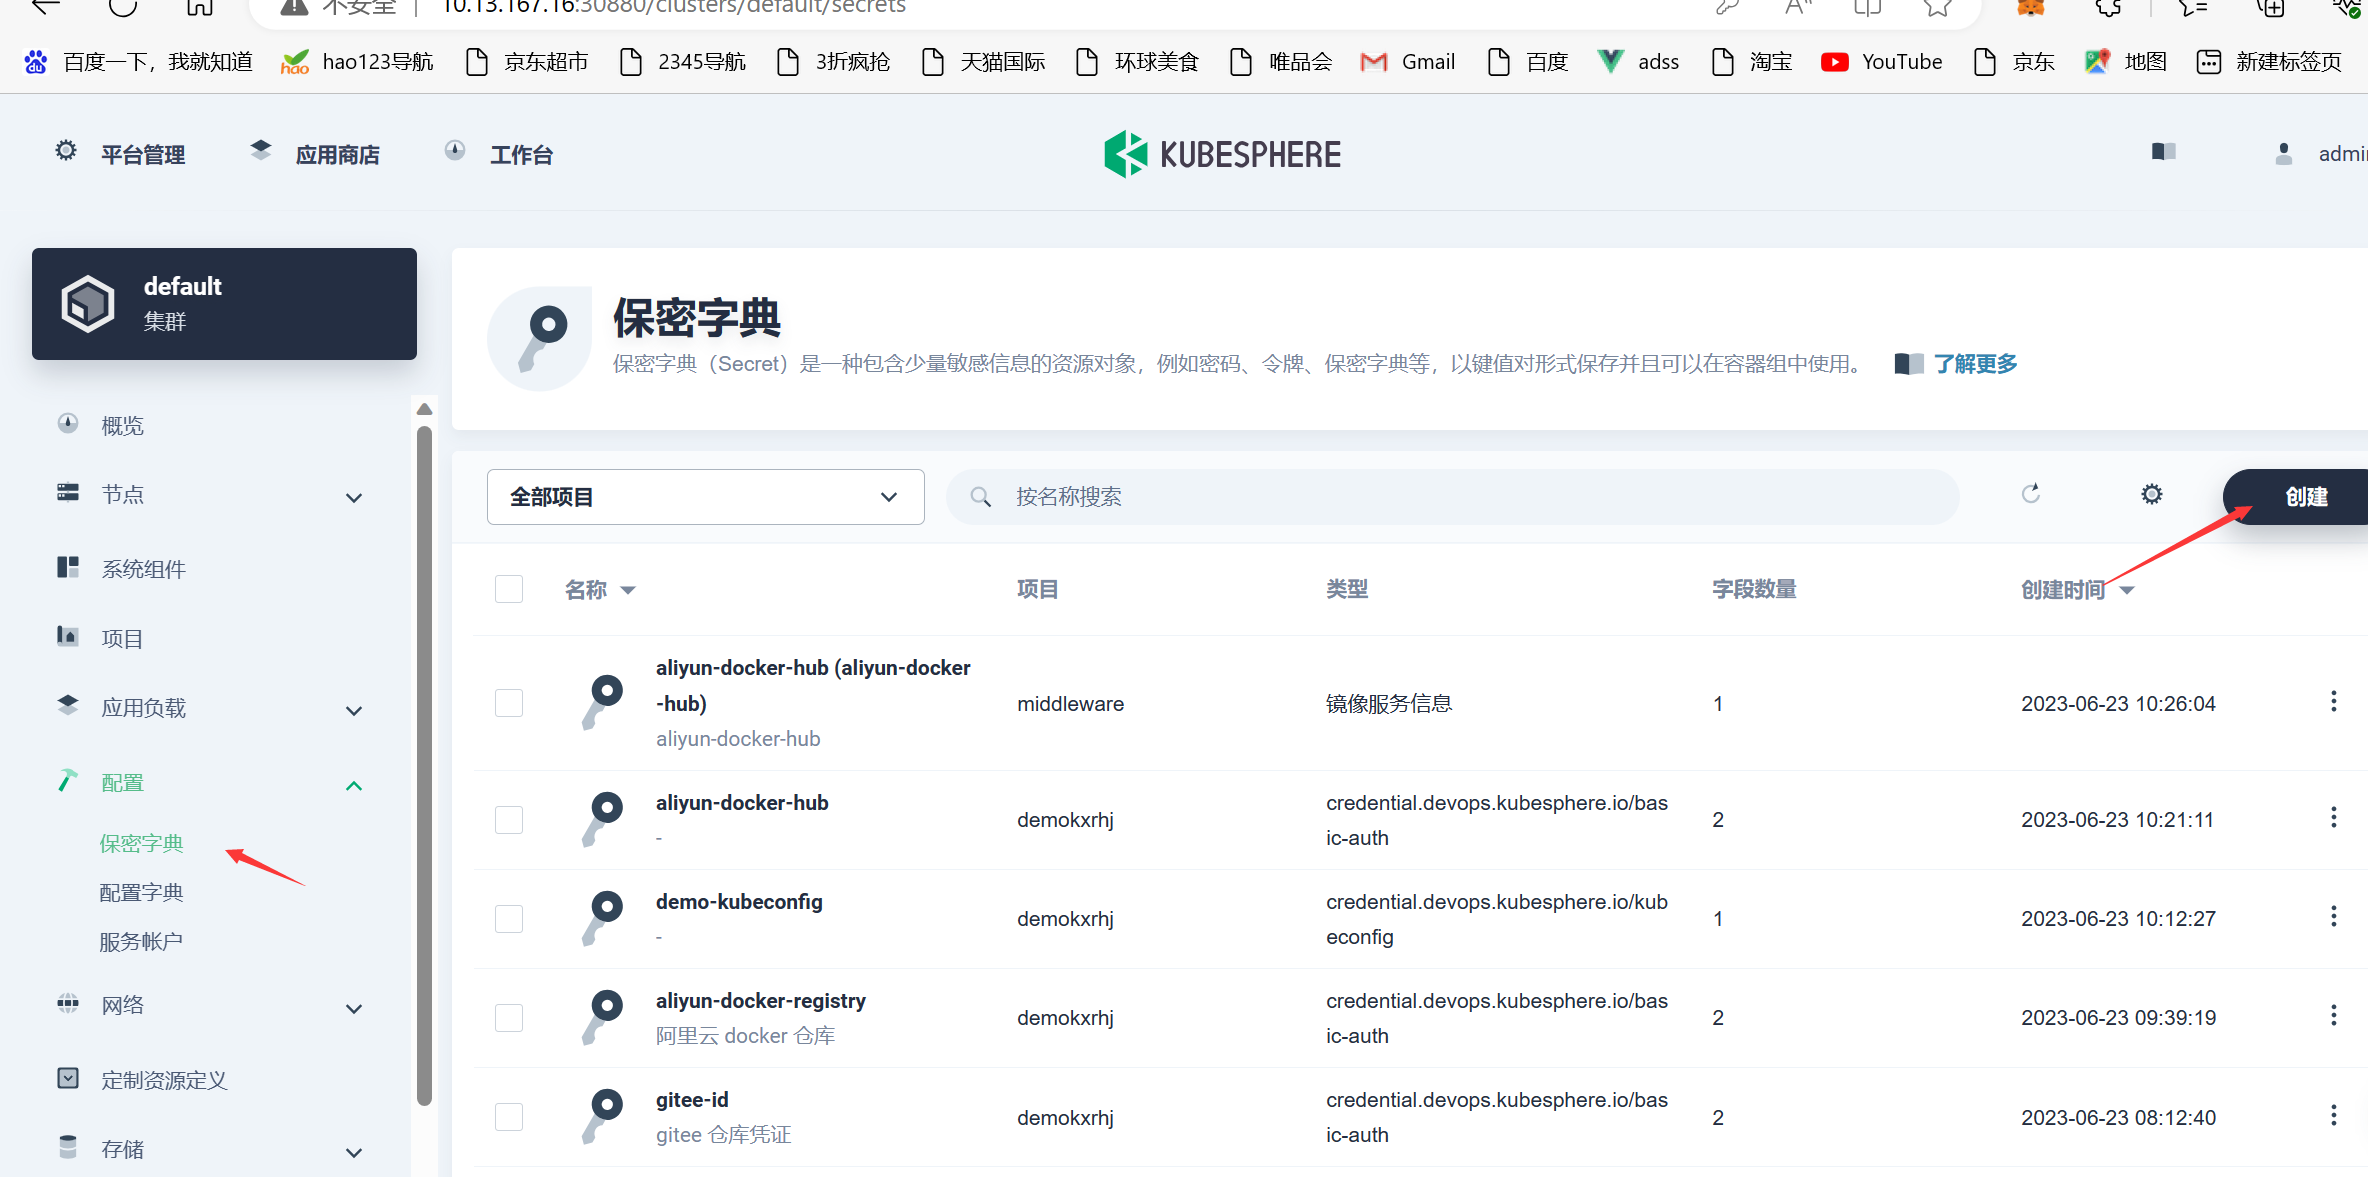 不安全 | 10.13.167.16:30880/clusters/default/secrets
百度一下，我就知道 hao123导航 京东超市 2345导航 3折疯抢 天猫国际 环球美食 唯品会 Gmail 百度 adss 淘宝 YouTube 京东 地图 新建标签页
平台管理 应用商店 工作台 KUBESPHERE admin
default
集群
保密字典
保密字典（Secret）是一种包含少量敏感信息的资源对象，例如密码、令牌、保密字典等，以键值对形式保存并且可以在容器组中使用。 了解更多
概览
节点
系统组件
项目
应用负载
配置
保密字典
配置字典
服务帐户
网络
定制资源定义
存储
全部项目 按名称搜索 创建
名称 项目 类型 字段数量 创建时间
aliyun-docker-hub (aliyun-docker
-hub)
aliyun-docker-hub
middleware 镜像服务信息 1 2023-06-23 10:26:04
aliyun-docker-hub
-
demokxrhj
credential.devops.kubesphere.io/bas
ic-auth
2 2023-06-23 10:21:11
demo-kubeconfig
-
demokxrhj
credential.devops.kubesphere.io/kub
econfig
1 2023-06-23 10:12:27
aliyun-docker-registry
阿里云 docker 仓库
demokxrhj
credential.devops.kubesphere.io/bas
ic-auth
2 2023-06-23 09:39:19
gitee-id
gitee 仓库凭证
demokxrhj
credential.devops.kubesphere.io/bas
ic-auth
2 2023-06-23 08:12:40